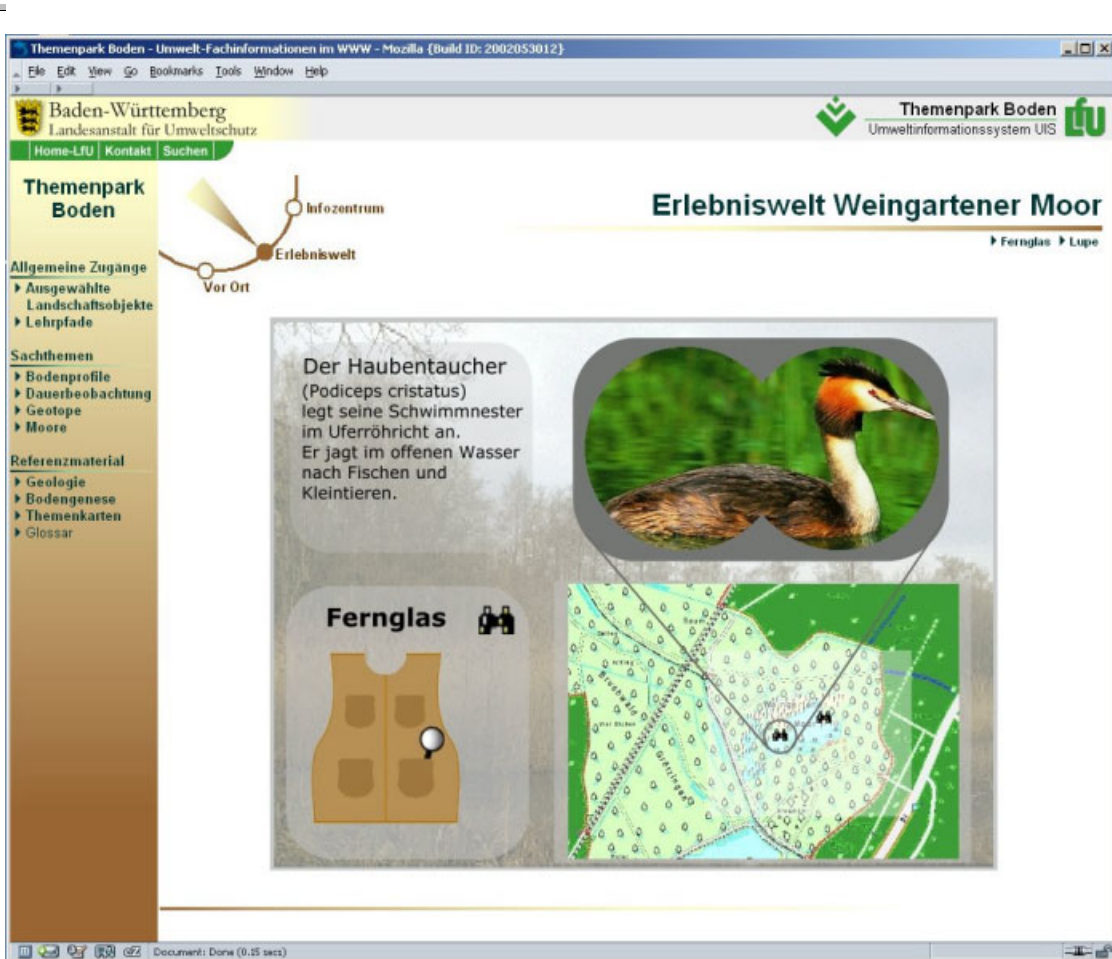 Themenpark Boden - Umwelt-Fachinformationen im WWW - Mozilla {Build ID: 2002053012}
File Edit View Go Bookmarks Tools Window Help
Baden-Württemberg
Landesanstalt für Umweltschutz
Themenpark Boden
Umweltinformationssystem UIS
LfU
Home-LfU Kontakt Suchen
Themenpark
Boden
Infozentrum
Erlebniswelt
Vor Ort
Erlebniswelt Weingartener Moor
Fernglas Lupe
Allgemeine Zugänge
Ausgewählte
Landschaftsobjekte
Lehrpfade
Sachthemen
Bodenprofile
Dauerbeobachtung
Geotope
Moore
Referenzmaterial
Geologie
Bodengenese
Themenkarten
Glossar
Der Haubentaucher
(Podiceps cristatus)
legt seine Schwimmnester
im Uferröhricht an.
Er jagt im offenen Wasser
nach Fischen und
Kleintieren.
Fernglas
Bruchwald
Grötzingen
Document: Done (0.15 secs)